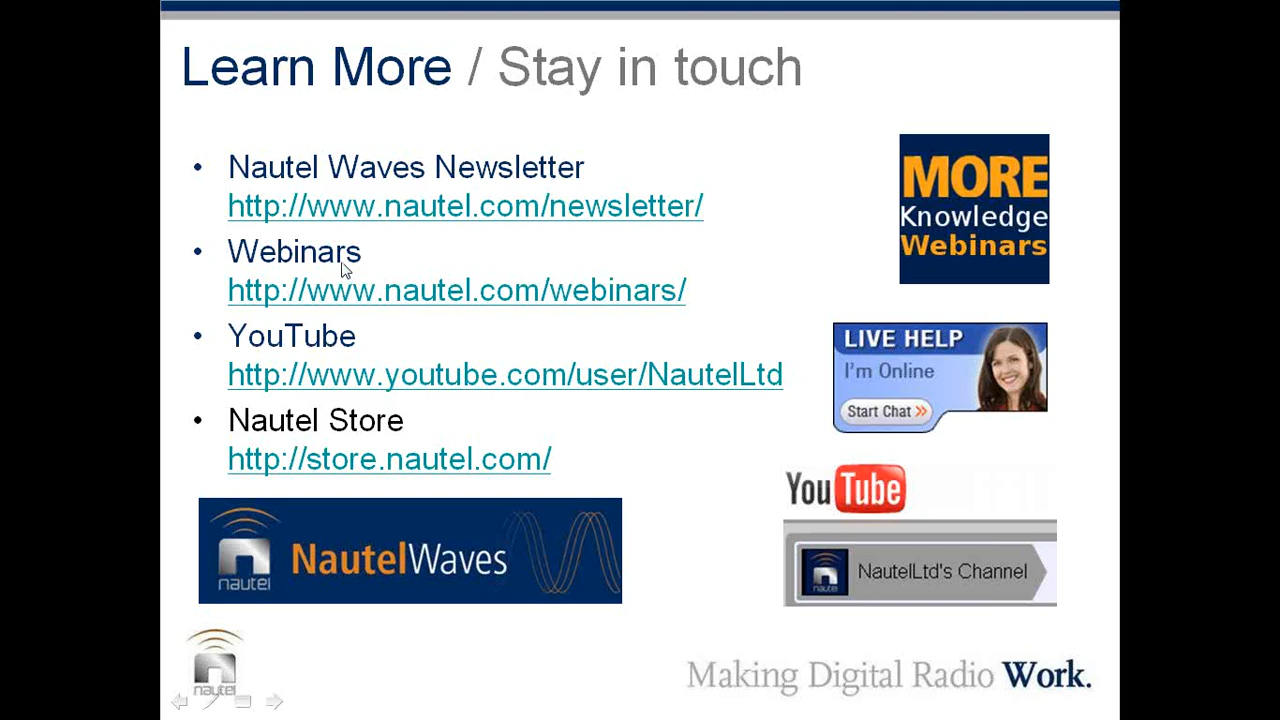 Learn More / Stay in touch
• Nautel Waves Newsletter
http://www.nautel.com/newsletter/
• Webinars
http://www.nautel.com/webinars/
• YouTube
http://www.youtube.com/user/NautelLtd
• Nautel Store
http://store.nautel.com/
MORE
Knowledge
Webinars
LIVE HELP
I'm Online
Start Chat »
YouTube
nautel
NautelLtd's Channel
nautel
NautelWaves
nautel
Making Digital Radio Work.